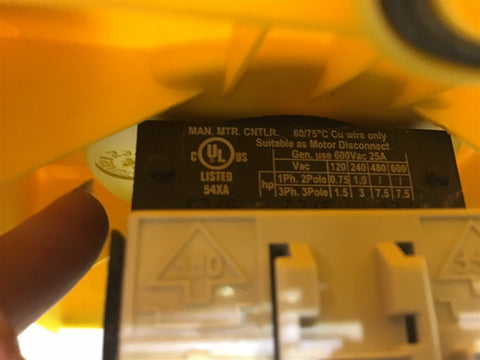 MAN. MTR. CNTLR. 60/75°C Cu wire only
Suitable as Motor Disconnect
Gen. use 600Vac 25A
C UL US
LISTED
54XA
Vac 120 240 480 600
hp 1Ph. 2Pole 0.75 1.5 / /
3Ph. 3Pole 1.5 3 7.5 7.5